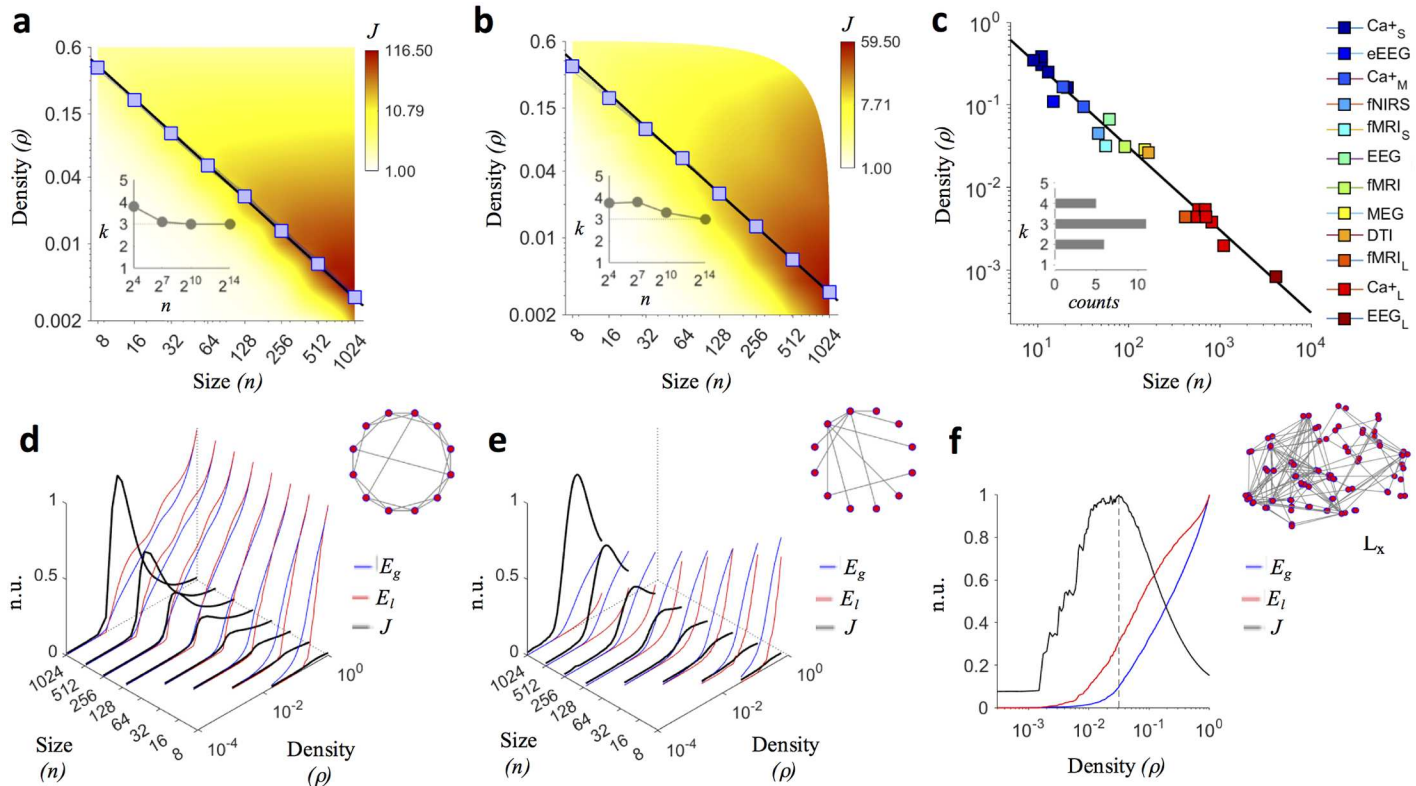 a
J
116.50
10.79
1.00
0.6
0.15
0.04
0.01
0.002
Density (ρ)
5
4
3
2
1
k
2^4 2^7 2^10 2^14
n
8 16 32 64 128 256 512 1024
Size (n)
b
J
59.50
7.71
1.00
0.6
0.15
0.04
0.01
0.002
Density (ρ)
5
4
3
2
1
k
2^4 2^7 2^10 2^14
n
8 16 32 64 128 256 512 1024
Size (n)
c
10^0
10^-1
10^-2
10^-3
Density (ρ)
5
4
3
2
1
k
0 5 10
counts
10^1 10^2 10^3 10^4
Size (n)
Ca+S
eEEG
Ca+M
fNIRS
fMRIS
EEG
fMRI
MEG
DTI
fMRIL
Ca+L
EEGL
d
1
0.5
0
n.u.
Eg
El
J
1024 512 256 128 64 32 16 8
Size
(n)
10^-4 10^-2 10^0
Density
(ρ)
e
1
0.5
0
n.u.
Eg
El
J
1024 512 256 128 64 32 16 8
Size
(n)
10^-4 10^-2 10^0
Density
(ρ)
f
Lx
1
0.8
0.6
0.4
0.2
0
n.u.
Eg
El
J
10^-3 10^-2 10^-1 10^0
Density (ρ)